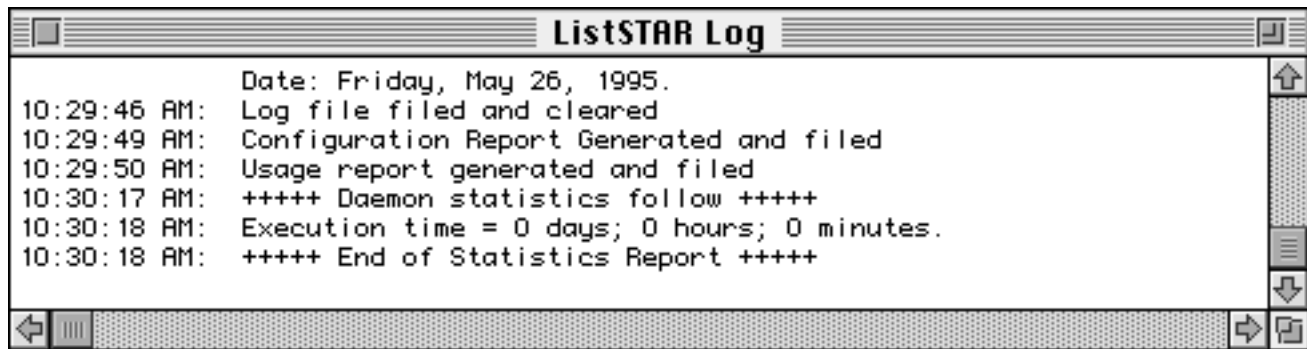 ListSTAR Log
Date: Friday, May 26, 1995.
10:29:46 AM: Log file filed and cleared
10:29:49 AM: Configuration Report Generated and filed
10:29:50 AM: Usage report generated and filed
10:30:17 AM: +++++ Daemon statistics follow +++++
10:30:18 AM: Execution time = 0 days; 0 hours; 0 minutes.
10:30:18 AM: +++++ End of Statistics Report +++++